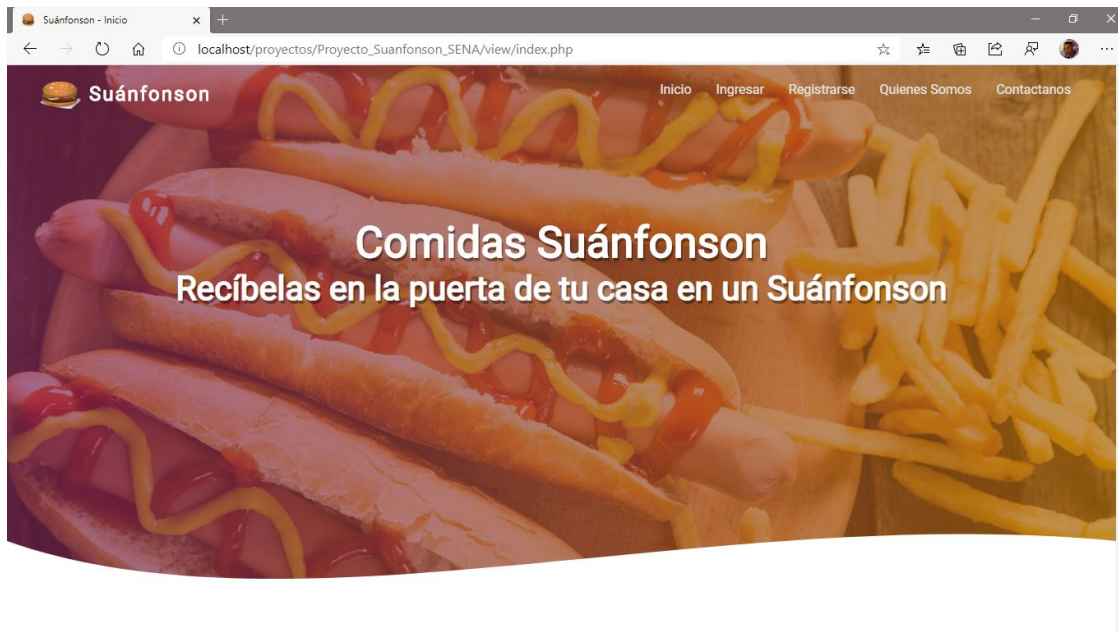 Suánfonson - Inicio
localhost/proyectos/Proyecto_Suanfonson_SENA/view/index.php
Suánfonson
Inicio Ingresar Registrarse Quienes Somos Contactanos
Comidas Suánfonson
Recíbelas en la puerta de tu casa en un Suánfonson